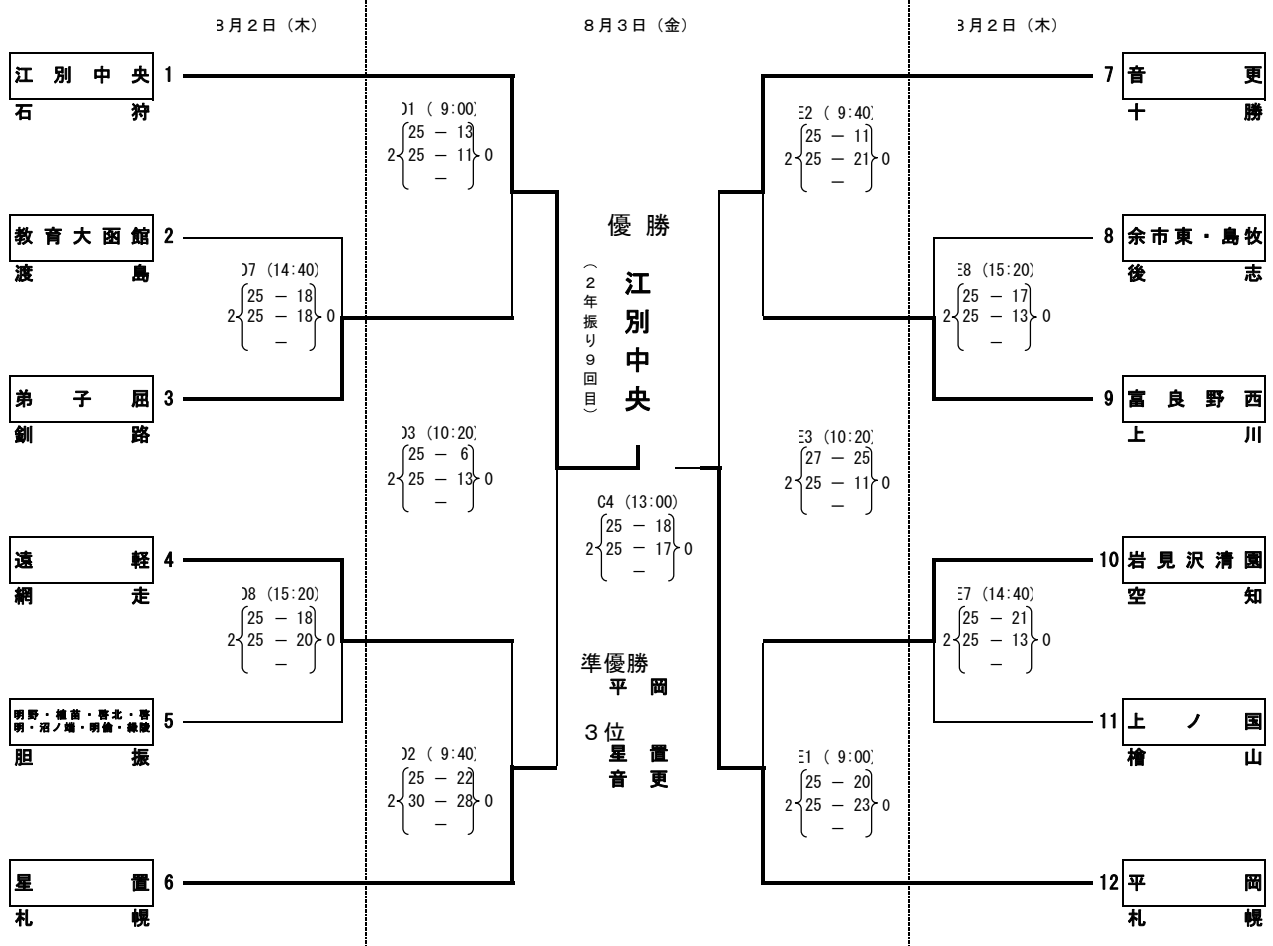 8月2日（木）
8月3日（金）
8月2日（木）
江別中央 1
石狩
D1 ( 9:00)
25 － 13
2 25 － 11 0
－
教育大函館 2
渡島
D7 (14:40)
25 － 18
2 25 － 18 0
－
弟子屈 3
釧路
D3 (10:20)
25 － 6
2 25 － 13 0
－
遠軽 4
網走
D8 (15:20)
25 － 18
2 25 － 20 0
－
明野・植苗・啓北・啓
明・沼ノ端・明倫・緑陵 5
胆振
D2 ( 9:40)
25 － 22
2 30 － 28 0
－
星置 6
札幌
優勝
江別中央
（2年振り9回目）
C4 (13:00)
25 － 18
2 25 － 17 0
－
準優勝
平岡
3位
星置
音更
7 音更
十勝
E2 ( 9:40)
25 － 11
2 25 － 21 0
－
8 余市東・島牧
後志
E8 (15:20)
25 － 17
2 25 － 13 0
－
9 富良野西
上川
E3 (10:20)
27 － 25
2 25 － 11 0
－
10 岩見沢清園
空知
E7 (14:40)
25 － 21
2 25 － 13 0
－
11 上ノ国
檜山
E1 ( 9:00)
25 － 20
2 25 － 23 0
－
12 平岡
札幌